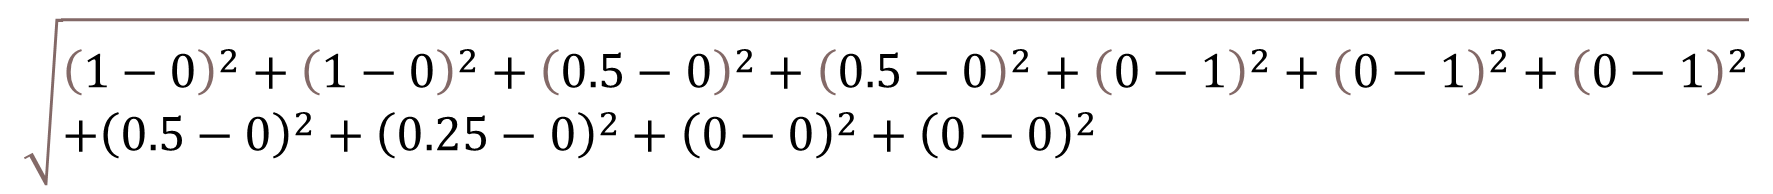 √(1 − 0)² + (1 − 0)² + (0.5 − 0)² + (0.5 − 0)² + (0 − 1)² + (0 − 1)² + (0 − 1)²
+(0.5 − 0)² + (0.25 − 0)² + (0 − 0)² + (0 − 0)²